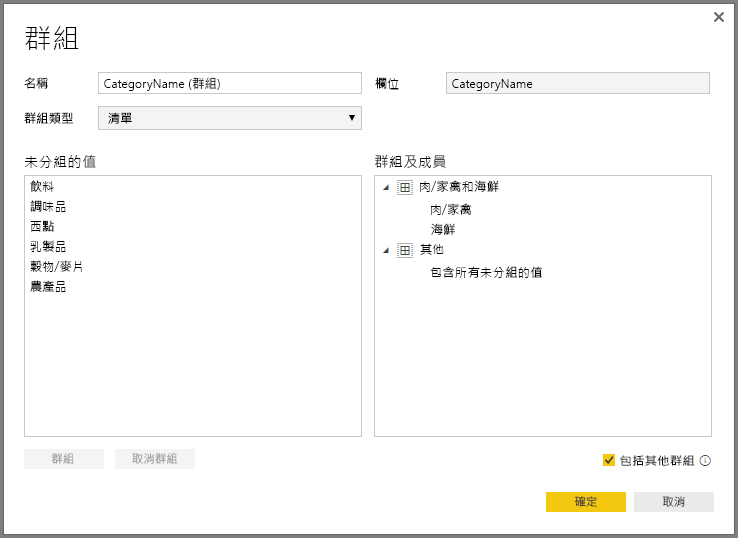 群組
名稱 CategoryName (群組) 欄位 CategoryName
群組類型 清單
未分組的值
飲料
調味品
西點
乳製品
穀物/麥片
農產品
群組及成員
肉/家禽和海鮮
肉/家禽
海鮮
其他
包含所有未分組的值
群組 取消群組
包括其他群組
確定 取消